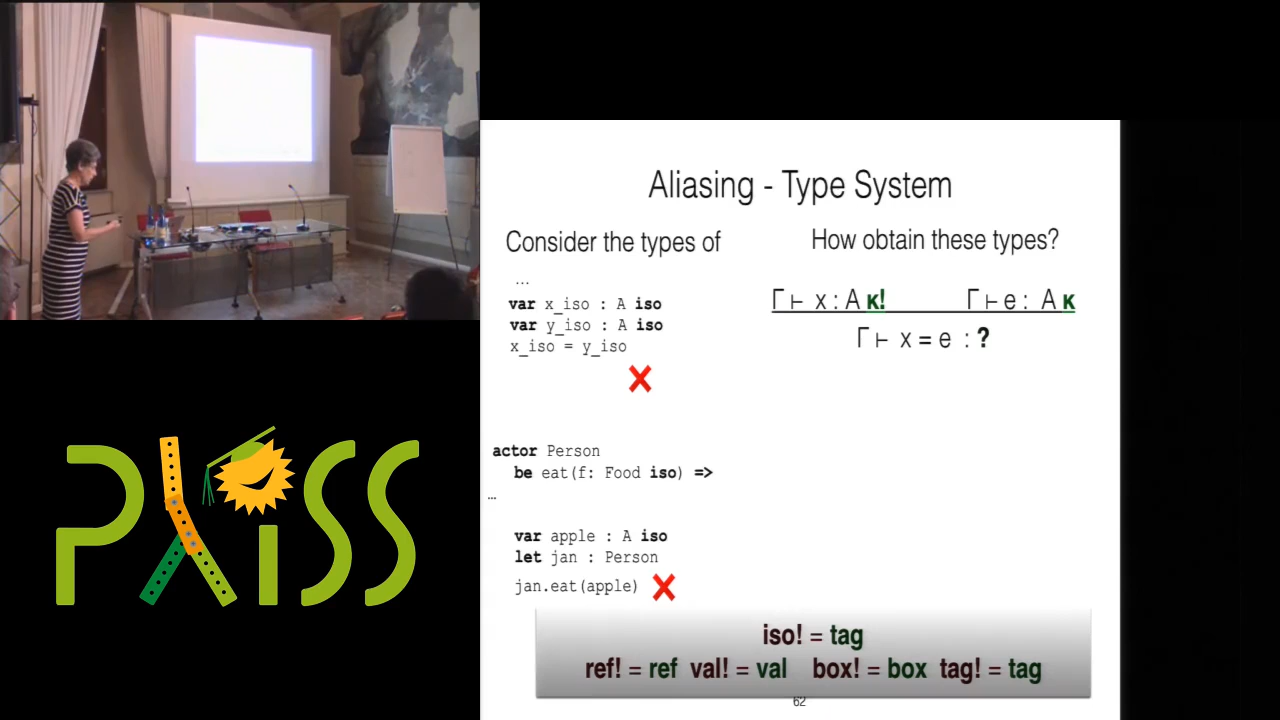 Aliasing - Type System
Consider the types of
How obtain these types?
...
var x_iso : A iso
var y_iso : A iso
x_iso = y_iso
Γ ⊢ x : A κ!  Γ ⊢ e : A κ
Γ ⊢ x = e : ?
actor Person
be eat(f: Food iso) =>
...
var apple : A iso
let jan : Person
jan.eat(apple)
iso! = tag
ref! = ref val! = val box! = box tag! = tag
62
PLISS